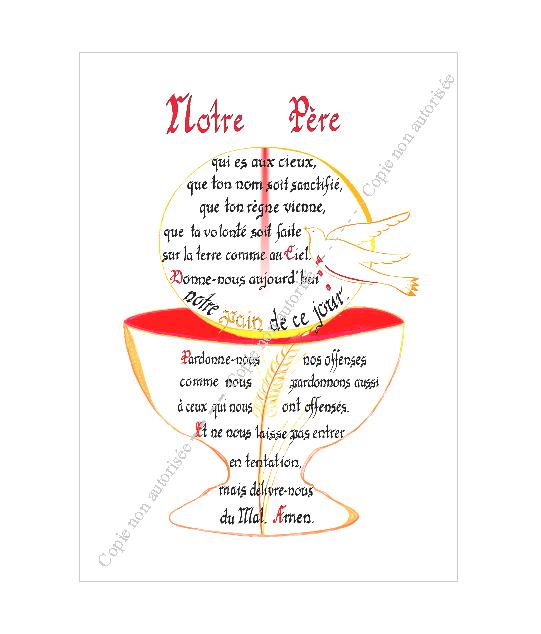 Notre Père
qui es aux cieux,
que ton nom soit sanctifié,
que ton règne vienne,
que ta volonté soit faite
sur la terre comme au Ciel.
Donne-nous aujourd'hui
notre pain de ce jour.
Pardonne-nous nos offenses
comme nous pardonnons aussi
à ceux qui nous ont offensés.
Et ne nous laisse pas entrer
en tentation,
mais délivre-nous
du Mal. Amen.
Copie non autorisée - Copie non autorisée - Copie non autorisée